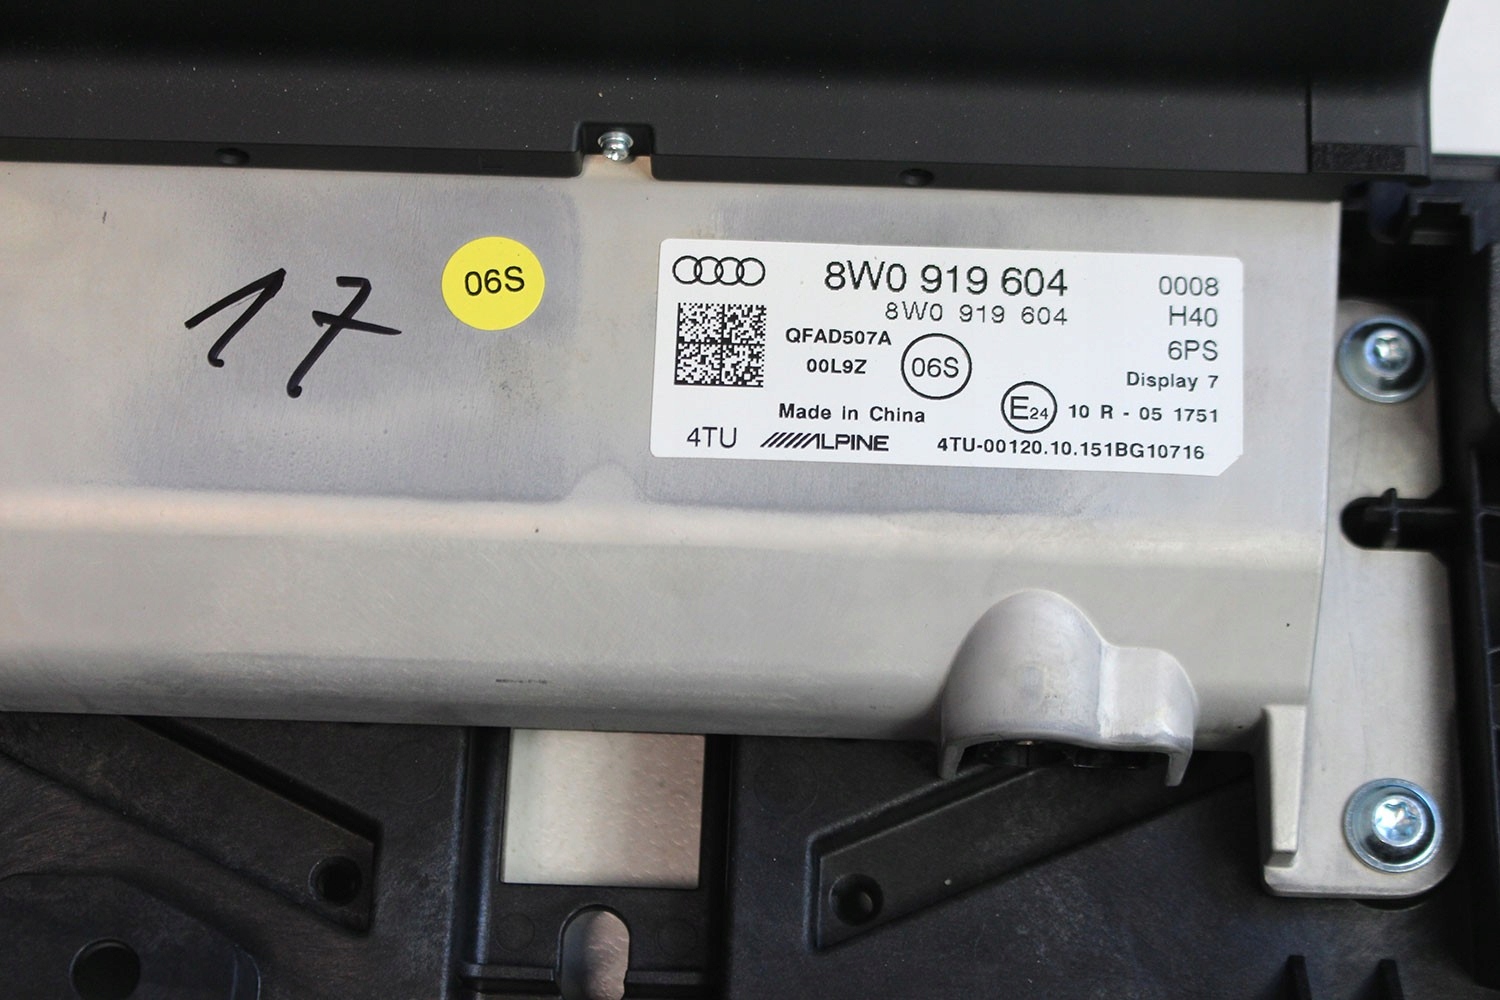 17
06S
8W0 919 604
8W0 919 604
0008
H40
6PS
Display 7
QFAD507A
00L9Z
06S
Made in China
E24
10 R - 05 1751
4TU
ALPINE
4TU-00120.10.151BG10716